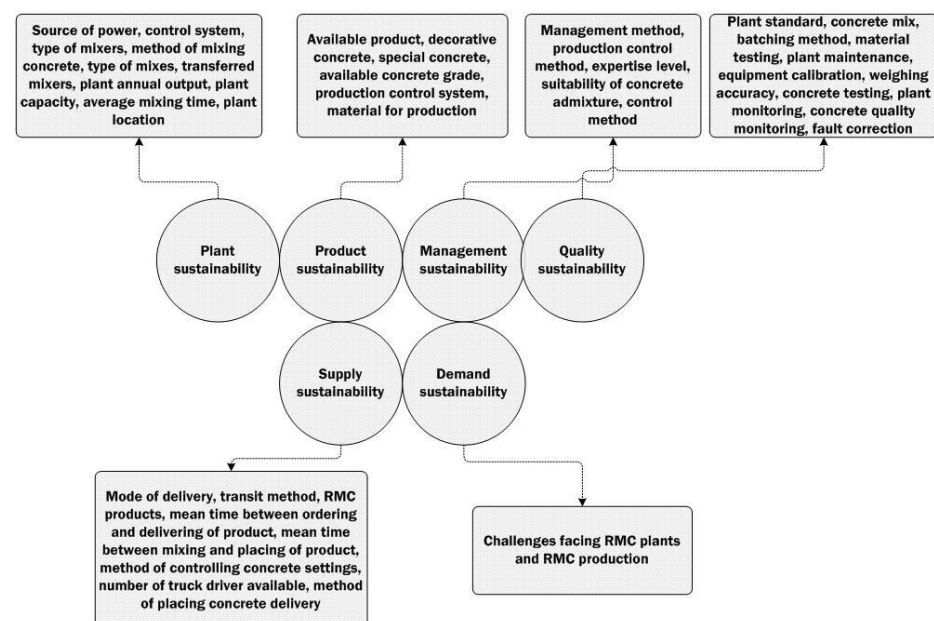 Source of power, control system,
type of mixers, method of mixing
concrete, type of mixes, transferred
mixers, plant annual output, plant
capacity, average mixing time, plant
location
Available product, decorative
concrete, special concrete,
available concrete grade,
production control system,
material for production
Management method,
production control
method, expertise level,
suitability of concrete
admixture, control
method
Plant standard, concrete mix,
batching method, material
testing, plant maintenance,
equipment calibration, weighing
accuracy, concrete testing, plant
monitoring, concrete quality
monitoring, fault correction
Plant
sustainability
Product
sustainability
Management
sustainability
Quality
sustainability
Supply
sustainability
Demand
sustainability
Mode of delivery, transit method, RMC
products, mean time between ordering
and delivering of product, mean time
between mixing and placing of product,
method of controlling concrete settings,
number of truck driver available, method
of placing concrete delivery
Challenges facing RMC plants
and RMC production